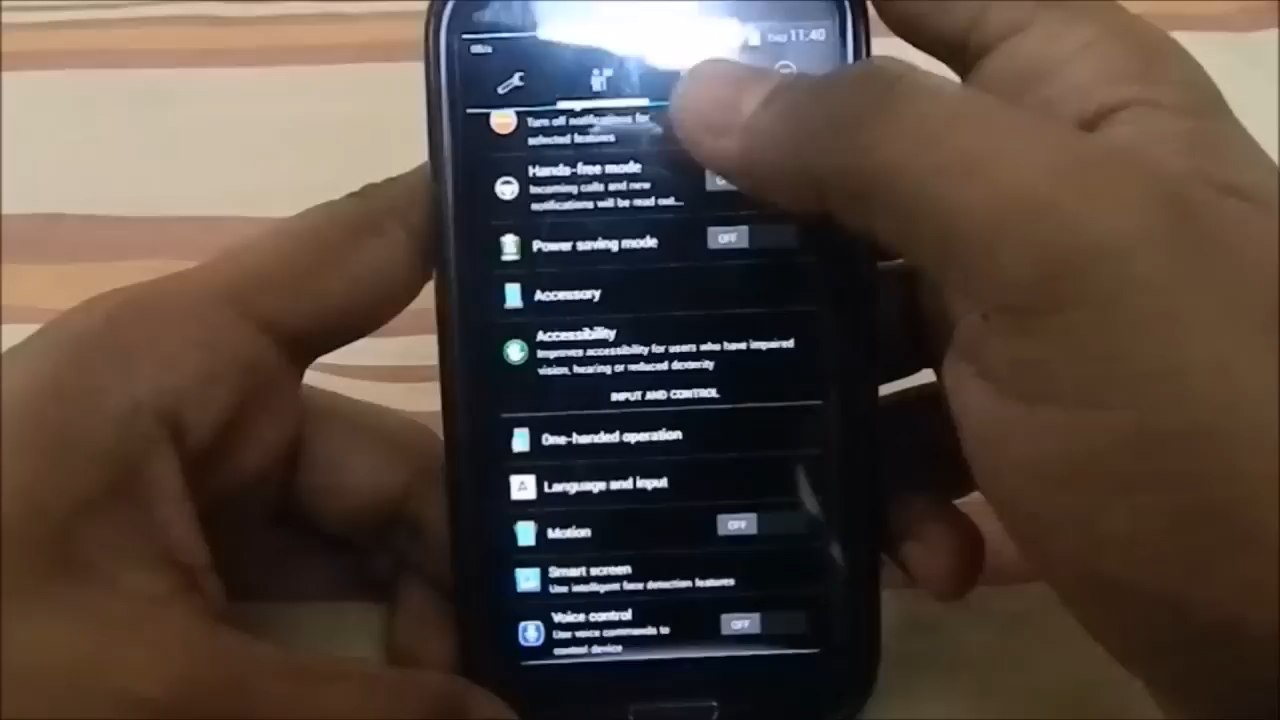 11:40
Turn off notifications for
selected features
Hands-free mode
Incoming calls and new
notifications will be read out...
Power saving mode
OFF
Accessory
Accessibility
Improves accessibility for users who have impaired
vision, hearing or reduced dexterity
INPUT AND CONTROL
One-handed operation
A
Language and input
Motion
OFF
Smart screen
Use intelligent face detection features
Voice control
OFF
Use voice commands to
control device